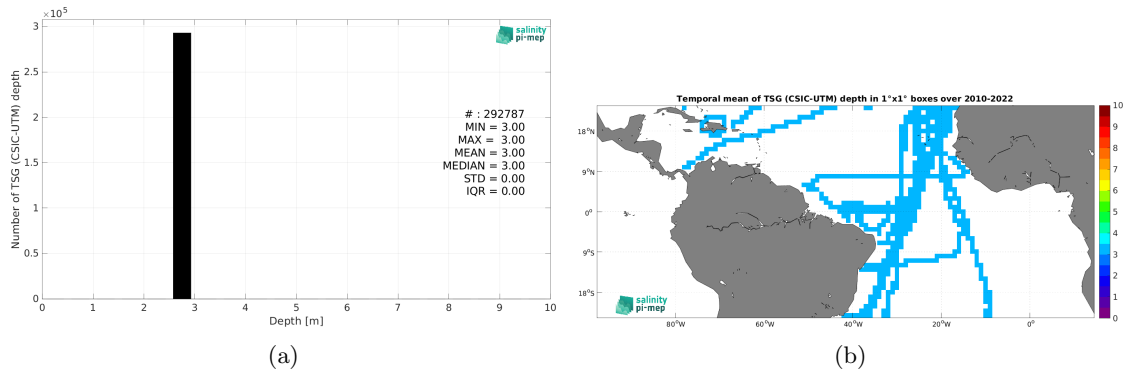 ×10⁵
3
2.5
2
1.5
1
0.5
0
0 1 2 3 4 5 6 7 8 9 10
Number of TSG (CSIC-UTM) depth
Depth [m]
salinity
pi-mep
# : 292787
MIN = 3.00
MAX = 3.00
MEAN = 3.00
MEDIAN = 3.00
STD = 0.00
IQR = 0.00
(a)
Temporal mean of TSG (CSIC-UTM) depth in 1°x1° boxes over 2010-2022
18°N
9°N
0°
9°S
18°S
80°W 60°W 40°W 20°W 0°
salinity
pi-mep
10
9
8
7
6
5
4
3
2
1
0
(b)